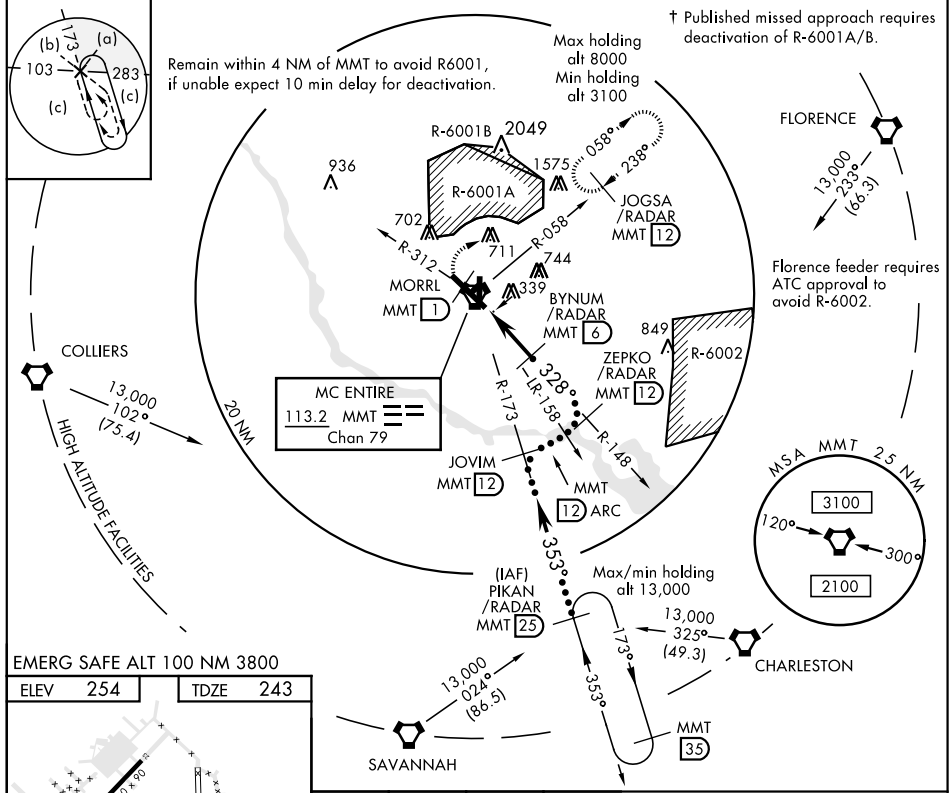 173
(b)
(a)
103
283
(c)
(c)
Remain within 4 NM of MMT to avoid R6001,
if unable expect 10 min delay for deactivation.
† Published missed approach requires
deactivation of R-6001A/B.
Max holding
alt 8000
Min holding
alt 3100
FLORENCE
13,000
233°
(66.3)
Florence feeder requires
ATC approval to
avoid R-6002.
R-6001B
2049
936
R-6001A
1575
058°
238°
JOGSA
/RADAR
MMT 12
702
711
R-058
R-312
744
339
MORRL
MMT 1
BYNUM
/RADAR
MMT 6
849
R-6002
ZEPKO
/RADAR
MMT 12
COLLIERS
13,000
102°
(75.4)
MC ENTIRE
113.2 MMT
Chan 79
328°
LR-158
R-173
R-148
20 NM
HIGH ALTITUDE FACILITIES
JOVIM
MMT 12
MMT
12 ARC
MSA MMT 25 NM
3100
120°
300°
2100
353°
(IAF)
PIKAN
/RADAR
MMT 25
Max/min holding
alt 13,000
13,000
325°
(49.3)
CHARLESTON
173°
353°
MMT
35
13,000
024°
(86.5)
SAVANNAH
EMERG SAFE ALT 100 NM 3800
ELEV 254
TDZE 243